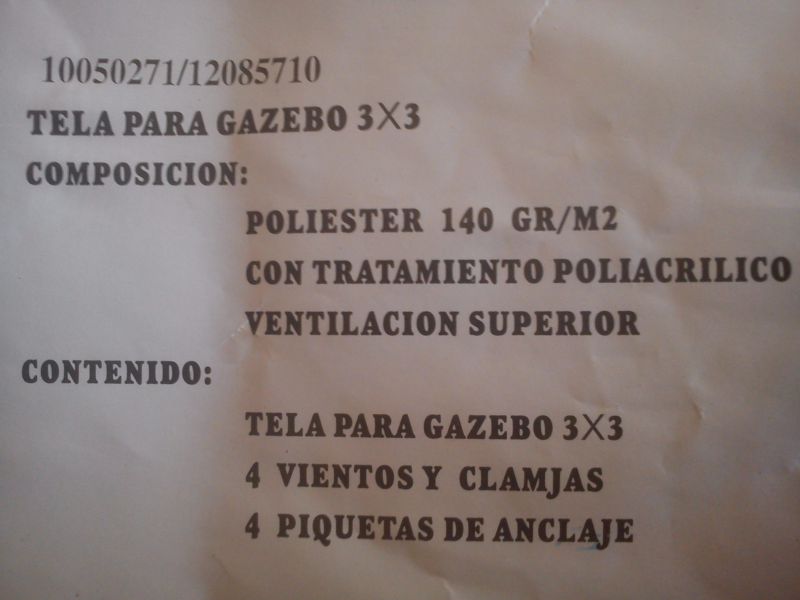 10050271/12085710
TELA PARA GAZEBO 3X3
COMPOSICION:
POLIESTER 140 GR/M2
CON TRATAMIENTO POLIACRILICO
VENTILACION SUPERIOR
CONTENIDO:
TELA PARA GAZEBO 3X3
4 VIENTOS Y CLAMJAS
4 PIQUETAS DE ANCLAJE